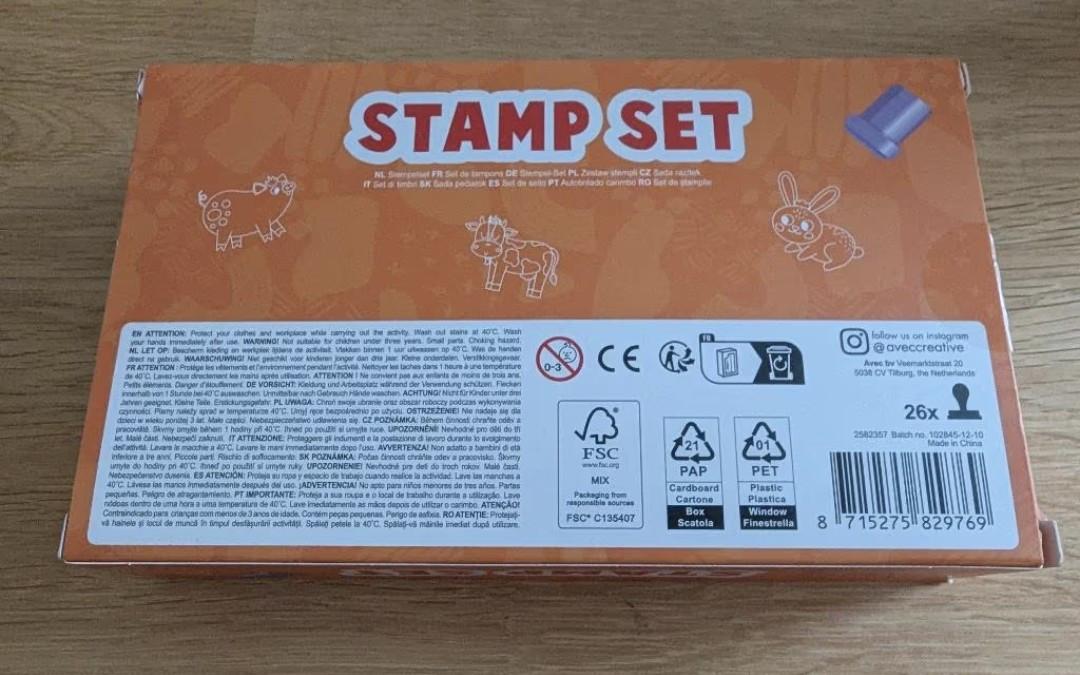 STAMP SET
NL Stempelset FR Set de tampons DE Stempel-Set PL Zestaw stempli CZ Sada razítek
IT Set di timbri SK Sada pečiatok ES Set de sello PT Autobrilado carimbo RO Set de ștampile
EN ATTENTION: Protect your clothes and workplace while carrying out the activity. Wash out stains at 40°C. Wash
your hands immediately after use. WARNING! Not suitable for children under three years. Small parts. Choking hazard.
NL LET OP: Bescherm kleding en werkplek tijdens de activiteit. Vlekken binnen 1 uur uitwassen op 40°C. Was de handen
direct na gebruik. WAARSCHUWING! Niet geschikt voor kinderen jonger dan drie jaar. Kleine onderdelen. Verstikkingsgevaar.
FR ATTENTION : Protège les vêtements et l'environnement pendant l'activité. Nettoyer les taches dans 1 heure à une température
de 40°C. Lavez-vous directement les mains après utilisation. ATTENTION ! Ne convient pas aux enfants de moins de trois ans.
Petits éléments. Danger d'étouffement. DE VORSICHT: Kleidung und Arbeitsplatz während der Verwendung schützen. Flecken
innerhalb von 1 Stunde bei 40°C auswaschen. Unmittelbar nach Gebrauch Hände waschen. ACHTUNG! Nicht für Kinder unter drei
Jahren geeignet. Kleine Teile. Erstickungsgefahr. PL UWAGA: Chroń swoje ubranie oraz obszar roboczy podczas wykonywania
czynności. Plamy należy sprać w temperaturze 40°C. Umyj ręce bezpośrednio po użyciu. OSTRZEŻENIE! Nie nadaje się dla
dzieci w wieku poniżej 3 lat. Małe części. Niebezpieczeństwo udławienia się. CZ POZNÁMKA: Během činnosti chraňte oděv a
pracoviště. Skvrny omyjte během 1 hodiny při 40°C. Ihned po použití si umyjte ruce. UPOZORNĚNÍ! Nevhodné pro děti do tří
let. Malé části. Nebezpečí zalknutí. IT ATTENZIONE: Proteggere gli indumenti e la postazione di lavoro durante lo svolgimento
dell'attività. Lavare le macchie a 40°C. Lavare le mani immediatamente dopo l'uso. AVVERTENZA! Non adatto a bambini di età
inferiore a tre anni. Piccole parti. Rischio di soffocamento. SK POZNÁMKA: Počas činnosti chráňte odev a pracovisko. Škvrny
umyte do hodiny pri 40°C. Ihneď po použití si umyte ruky. UPOZORNENIE! Nevhodné pre deti do troch rokov. Malé časti.
Nebezpečenstvo dusenia. ES ATENCIÓN: Proteja su ropa y espacio de trabajo cuando realice la actividad. Lave las manchas a
40°C. Lávese las manos inmediatamente después del uso. ¡ADVERTENCIA! No apto para niños menores de tres años. Partes
pequeñas. Peligro de atragantamiento. PT IMPORTANTE: Proteja a sua roupa e o local de trabalho durante a utilização. Lave
nódoas dentro de uma hora a uma temperatura de 40°C. Lave imediatamente as mãos depois de utilizar. ATENÇÃO!
Contraindicado para crianças com menos de 3 anos de idade. Contém peças pequenas. Perigo de asfixia. RO ATENȚIE: Protejați-
vă hainele și locul de muncă în timpul desfășurării activității. Spălați petele la 40°C. Spălați-vă mâinile imediat după utilizare.
0-3
CE
FR
FSC
www.fsc.org
MIX
Packaging from
responsible sources
FSC® C135407
21
PAP
Cardboard
Cartone
Box
Scatola
01
PET
Plastic
Plastica
Window
Finestrella
follow us on instagram
@aveccreative
Avec bv Veemarktstraat 20
5038 CV Tilburg, the Netherlands
26x
2582357 Batch no. 102845-12-10
Made in China
8 715275 829769